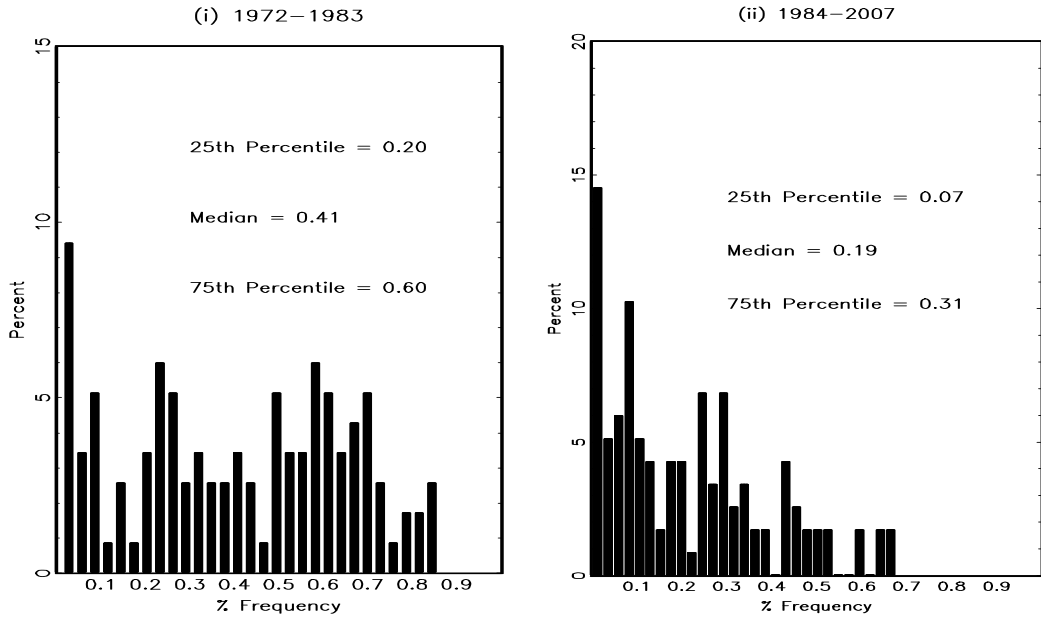 (i) 1972−1983
15
10
5
0
Percent
25th Percentile = 0.20
Median = 0.41
75th Percentile = 0.60
0.1 0.2 0.3 0.4 0.5 0.6 0.7 0.8 0.9
% Frequency
(ii) 1984−2007
20
15
10
5
0
Percent
25th Percentile = 0.07
Median = 0.19
75th Percentile = 0.31
0.1 0.2 0.3 0.4 0.5 0.6 0.7 0.8 0.9
% Frequency